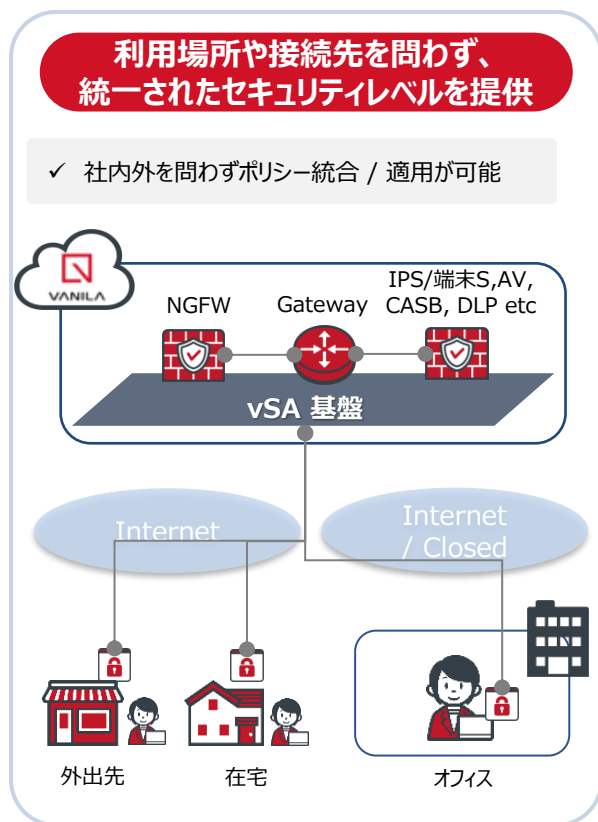 利用場所や接続先を問わず、
統一されたセキュリティレベルを提供
✓ 社内外を問わずポリシー統合 / 適用が可能
VANILA
NGFW
Gateway
IPS/端末S,AV,
CASB, DLP etc
vSA 基盤
Internet
Internet
/ Closed
外出先
在宅
オフィス